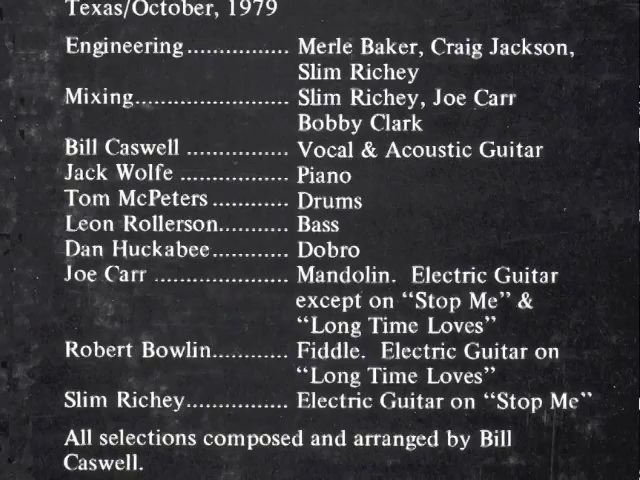 Texas/October, 1979
Engineering............... Merle Baker, Craig Jackson,
Slim Richey
Mixing....................... Slim Richey, Joe Carr
Bobby Clark
Bill Caswell ............... Vocal & Acoustic Guitar
Jack Wolfe ................ Piano
Tom McPeters ........... Drums
Leon Rollerson.......... Bass
Dan Huckabee........... Dobro
Joe Carr .................... Mandolin. Electric Guitar
except on “Stop Me” &
“Long Time Loves”
Robert Bowlin........... Fiddle. Electric Guitar on
“Long Time Loves”
Slim Richey............... Electric Guitar on “Stop Me”
All selections composed and arranged by Bill
Caswell.